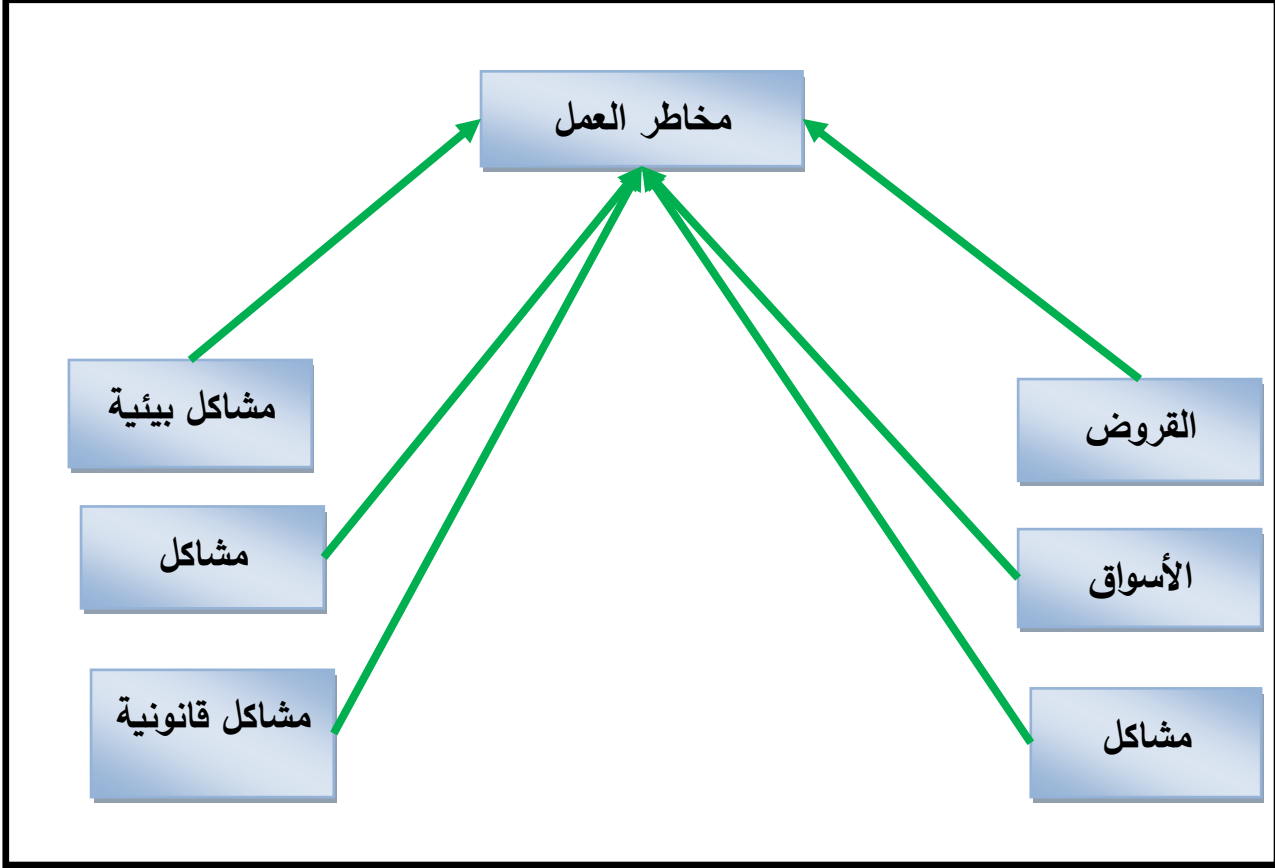 مخاطر العمل
القروض
مشاكل بيئية
الأسواق
مشاكل
مشاكل
مشاكل قانونية